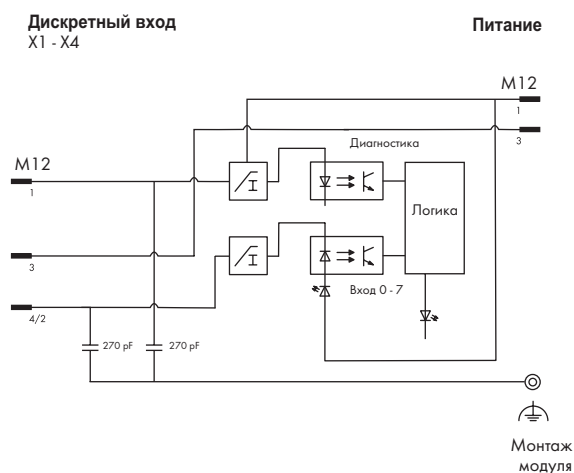 Дискретный вход
X1 - X4
Питание
M12
1
3
Диагностика
M12
1
Логика
3
Вход 0 - 7
4/2
270 pF
270 pF
Монтаж
модуля